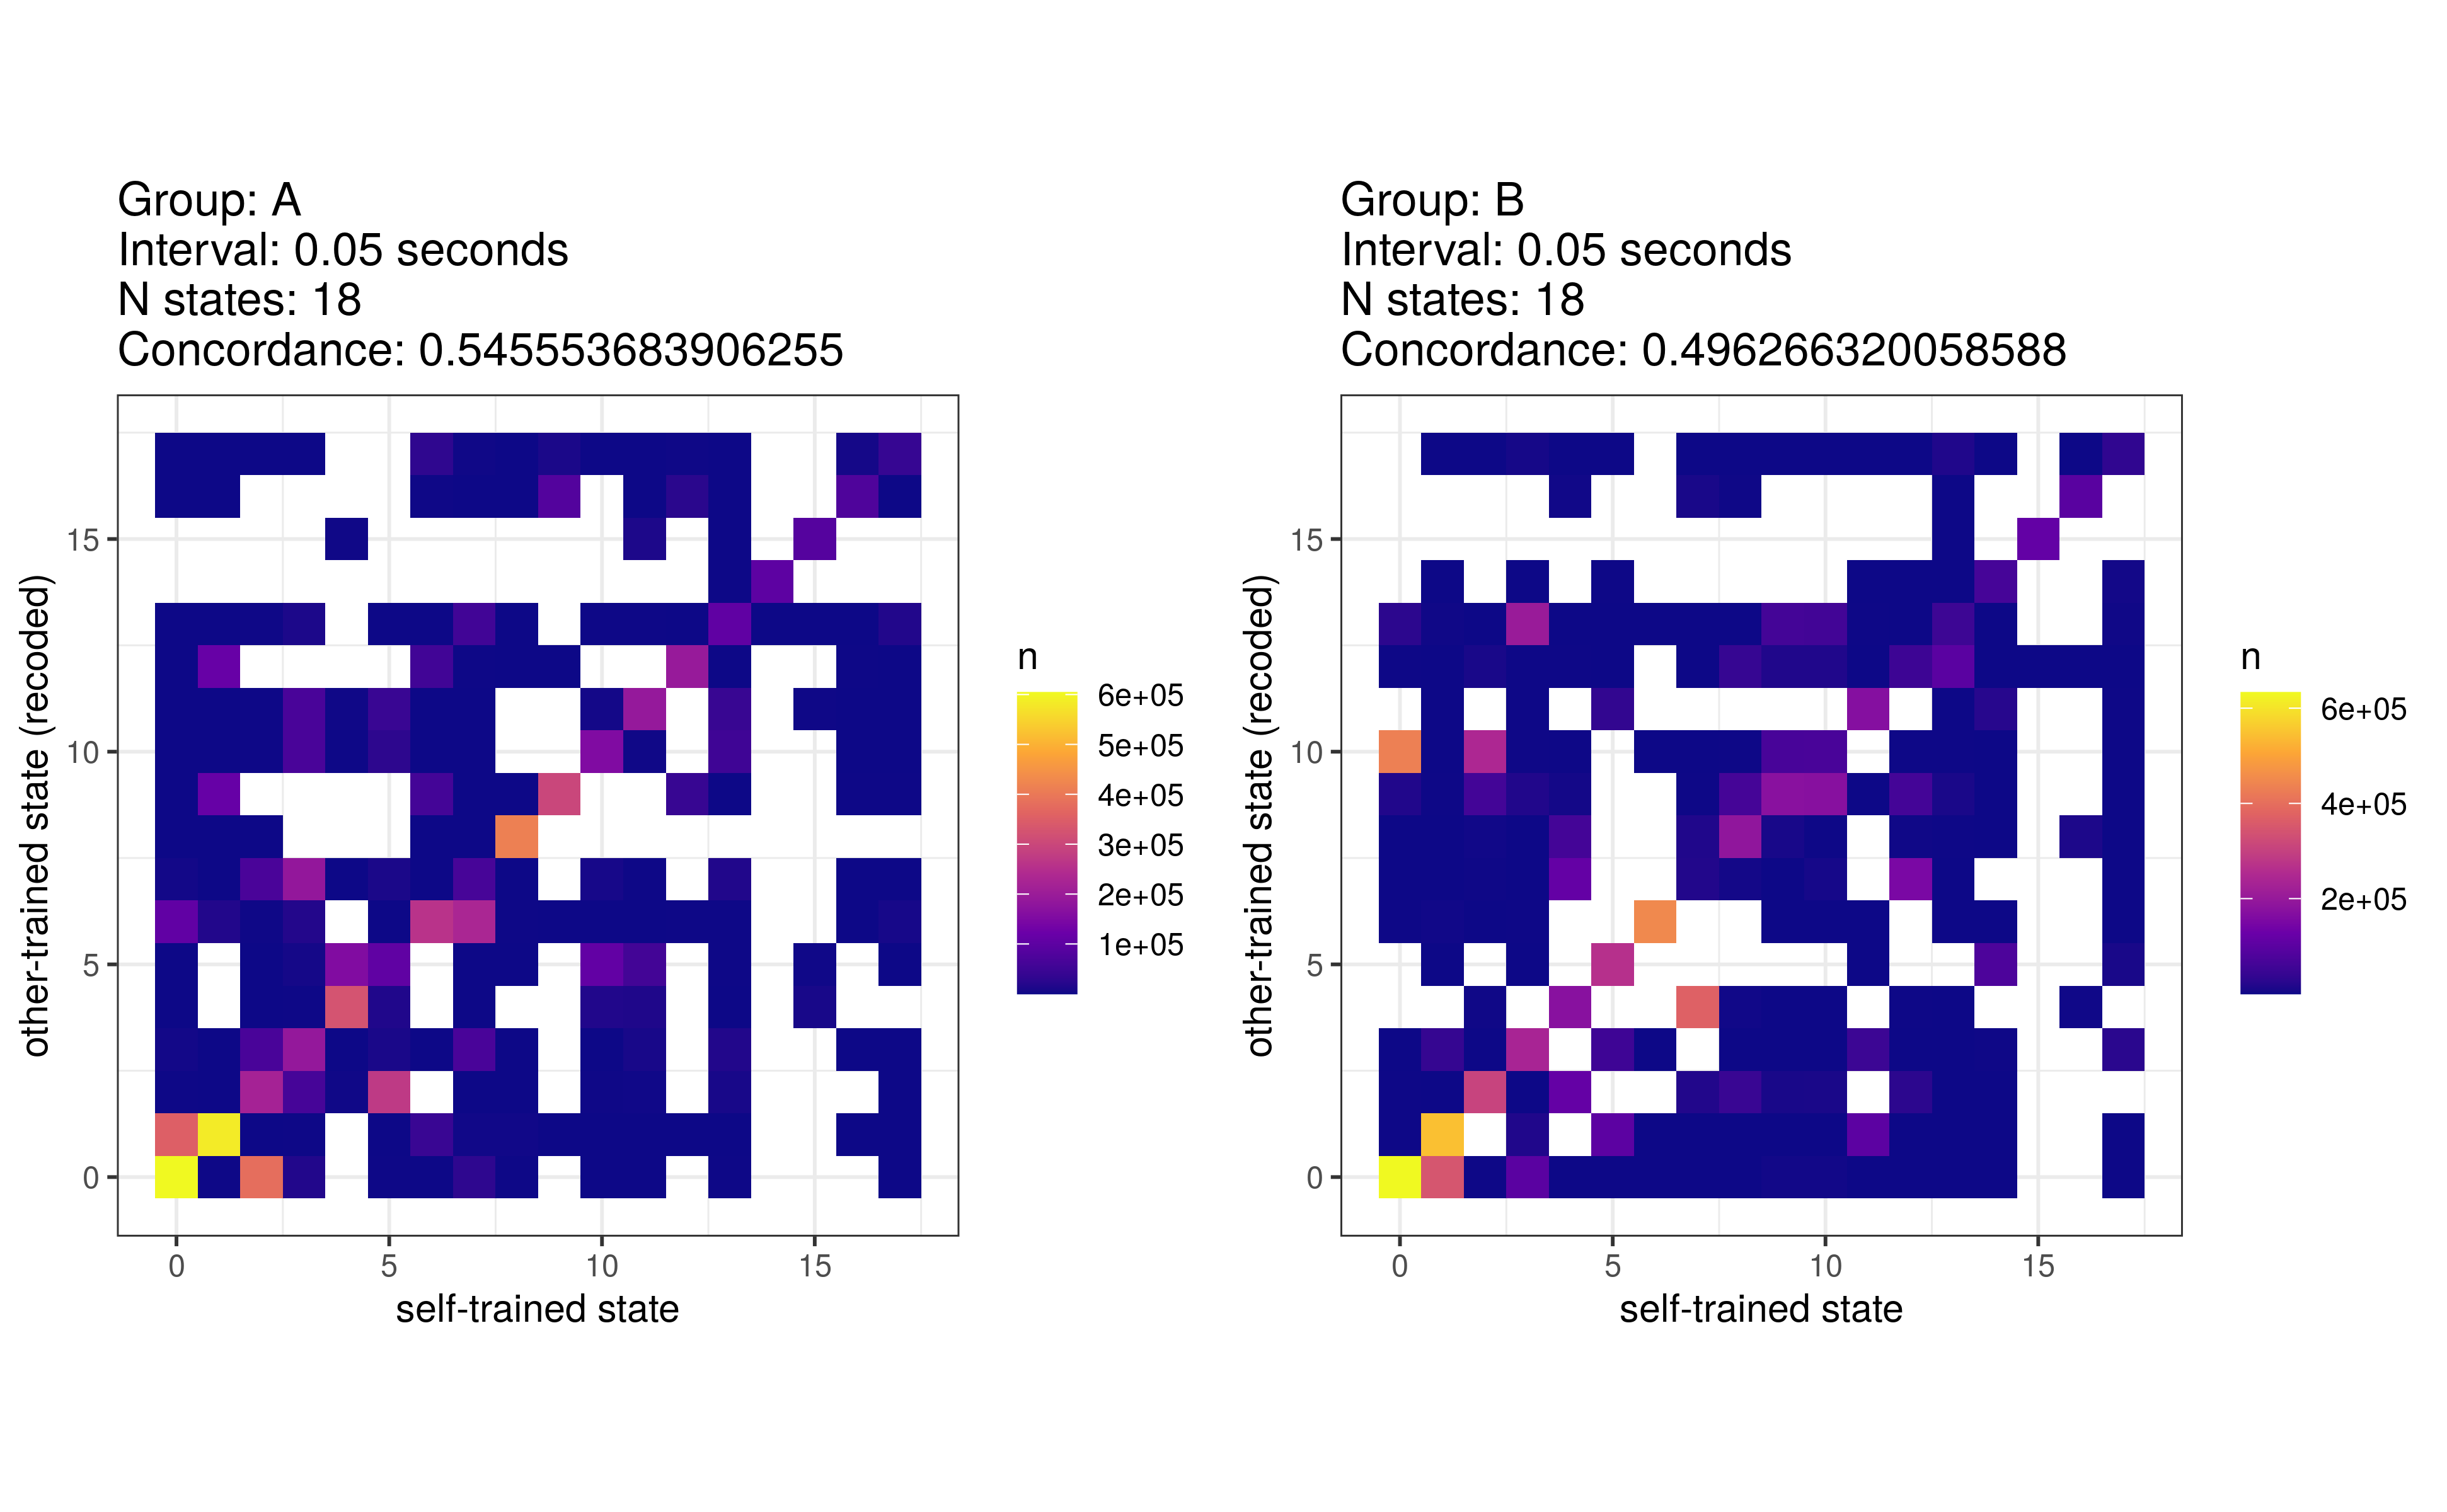 Group: A
Interval: 0.05 seconds
N states: 18
Concordance: 0.545553683906255
other-trained state (recoded)
15
10
5
0
0 5 10 15
self-trained state
n
6e+05
5e+05
4e+05
3e+05
2e+05
1e+05
Group: B
Interval: 0.05 seconds
N states: 18
Concordance: 0.496266320058588
other-trained state (recoded)
15
10
5
0
0 5 10 15
self-trained state
n
6e+05
4e+05
2e+05